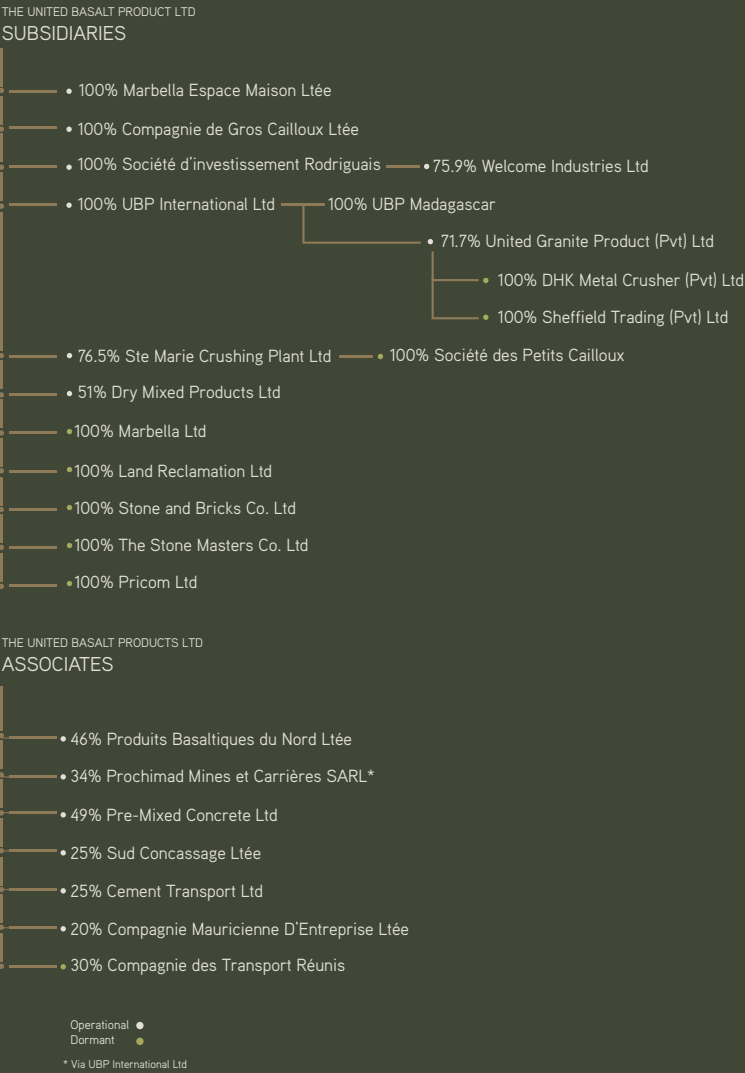 THE UNITED BASALT PRODUCT LTD
SUBSIDIARIES
• 100% Marbella Espace Maison Ltée
• 100% Compagnie de Gros Cailloux Ltée
• 100% Société d'investissement Rodriguais • 75.9% Welcome Industries Ltd
• 100% UBP International Ltd 100% UBP Madagascar
• 71.7% United Granite Product (Pvt) Ltd
• 100% DHK Metal Crusher (Pvt) Ltd
• 100% Sheffield Trading (Pvt) Ltd
• 76.5% Ste Marie Crushing Plant Ltd • 100% Société des Petits Cailloux
• 51% Dry Mixed Products Ltd
•100% Marbella Ltd
•100% Land Reclamation Ltd
•100% Stone and Bricks Co. Ltd
•100% The Stone Masters Co. Ltd
•100% Pricom Ltd
THE UNITED BASALT PRODUCTS LTD
ASSOCIATES
• 46% Produits Basaltiques du Nord Ltée
• 34% Prochimad Mines et Carrières SARL*
• 49% Pre-Mixed Concrete Ltd
• 25% Sud Concassage Ltée
• 25% Cement Transport Ltd
• 20% Compagnie Mauricienne D'Entreprise Ltée
• 30% Compagnie des Transport Réunis
Operational •
Dormant •
* Via UBP International Ltd